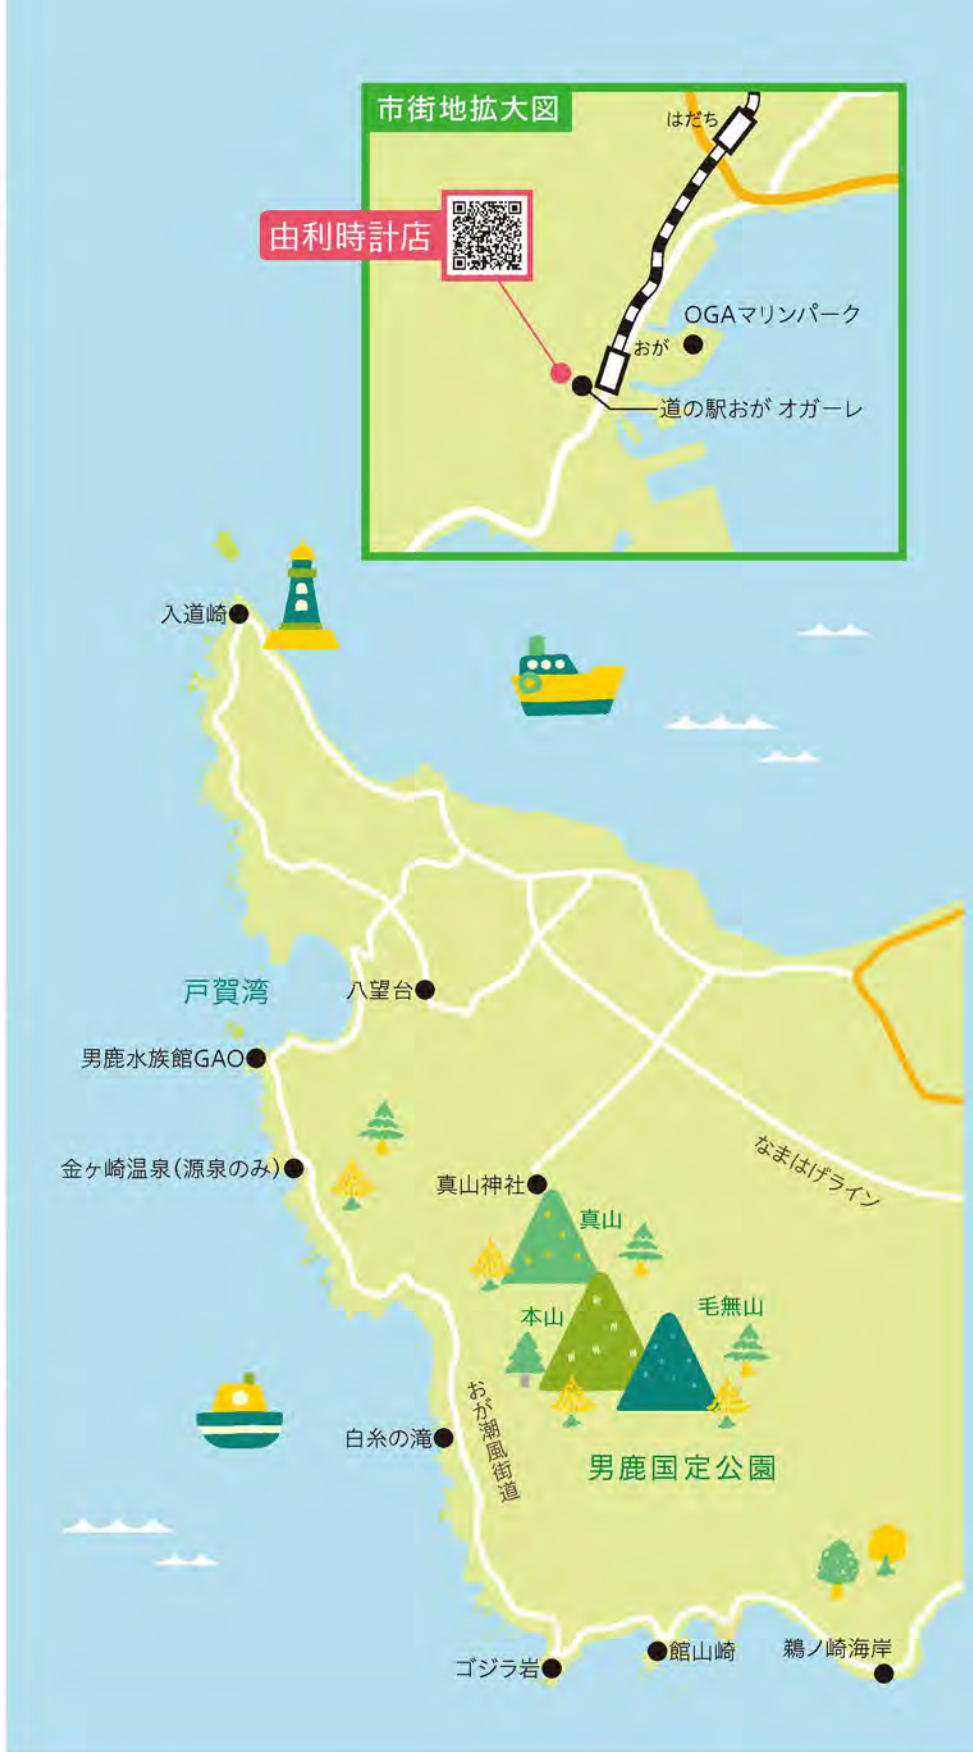 市街地拡大図
はだち
由利時計店
OGAマリンパーク
おが
道の駅おが オガーレ
入道崎
戸賀湾
八望台
男鹿水族館GAO
金ヶ崎温泉(源泉のみ)
なまはげライン
真山神社
真山
本山
毛無山
おが潮風街道
白糸の滝
男鹿国定公園
ゴジラ岩
館山崎
鵜ノ崎海岸